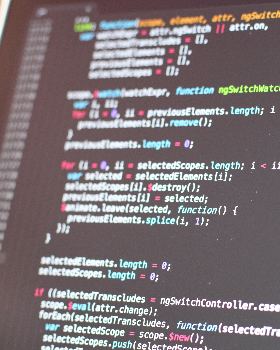 function(scope, element, attr, ngSwitch
var watchExpr = attr.ngSwitch || attr.on,
selectedTranscludes = [],
selectedElements = [],
previousElements = [],
selectedScopes = [];
scope.$watch(watchExpr, function ngSwitchWatc
var i, ii;
for (i = 0, ii = previousElements.length; i
previousElements[i].remove();
}
previousElements.length = 0;
for (i = 0, ii = selectedScopes.length; i < ii
var selected = selectedElements[i];
selectedScopes[i].$destroy();
previousElements[i] = selected;
$animate.leave(selected, function() {
previousElements.splice(i, 1);
});
}
selectedElements.length = 0;
selectedScopes.length = 0;
if ((selectedTranscludes = ngSwitchController.case
scope.$eval(attr.change);
forEach(selectedTranscludes, function(selectedTra
var selectedScope = scope.$new();
selectedScopes.push(selectedScope